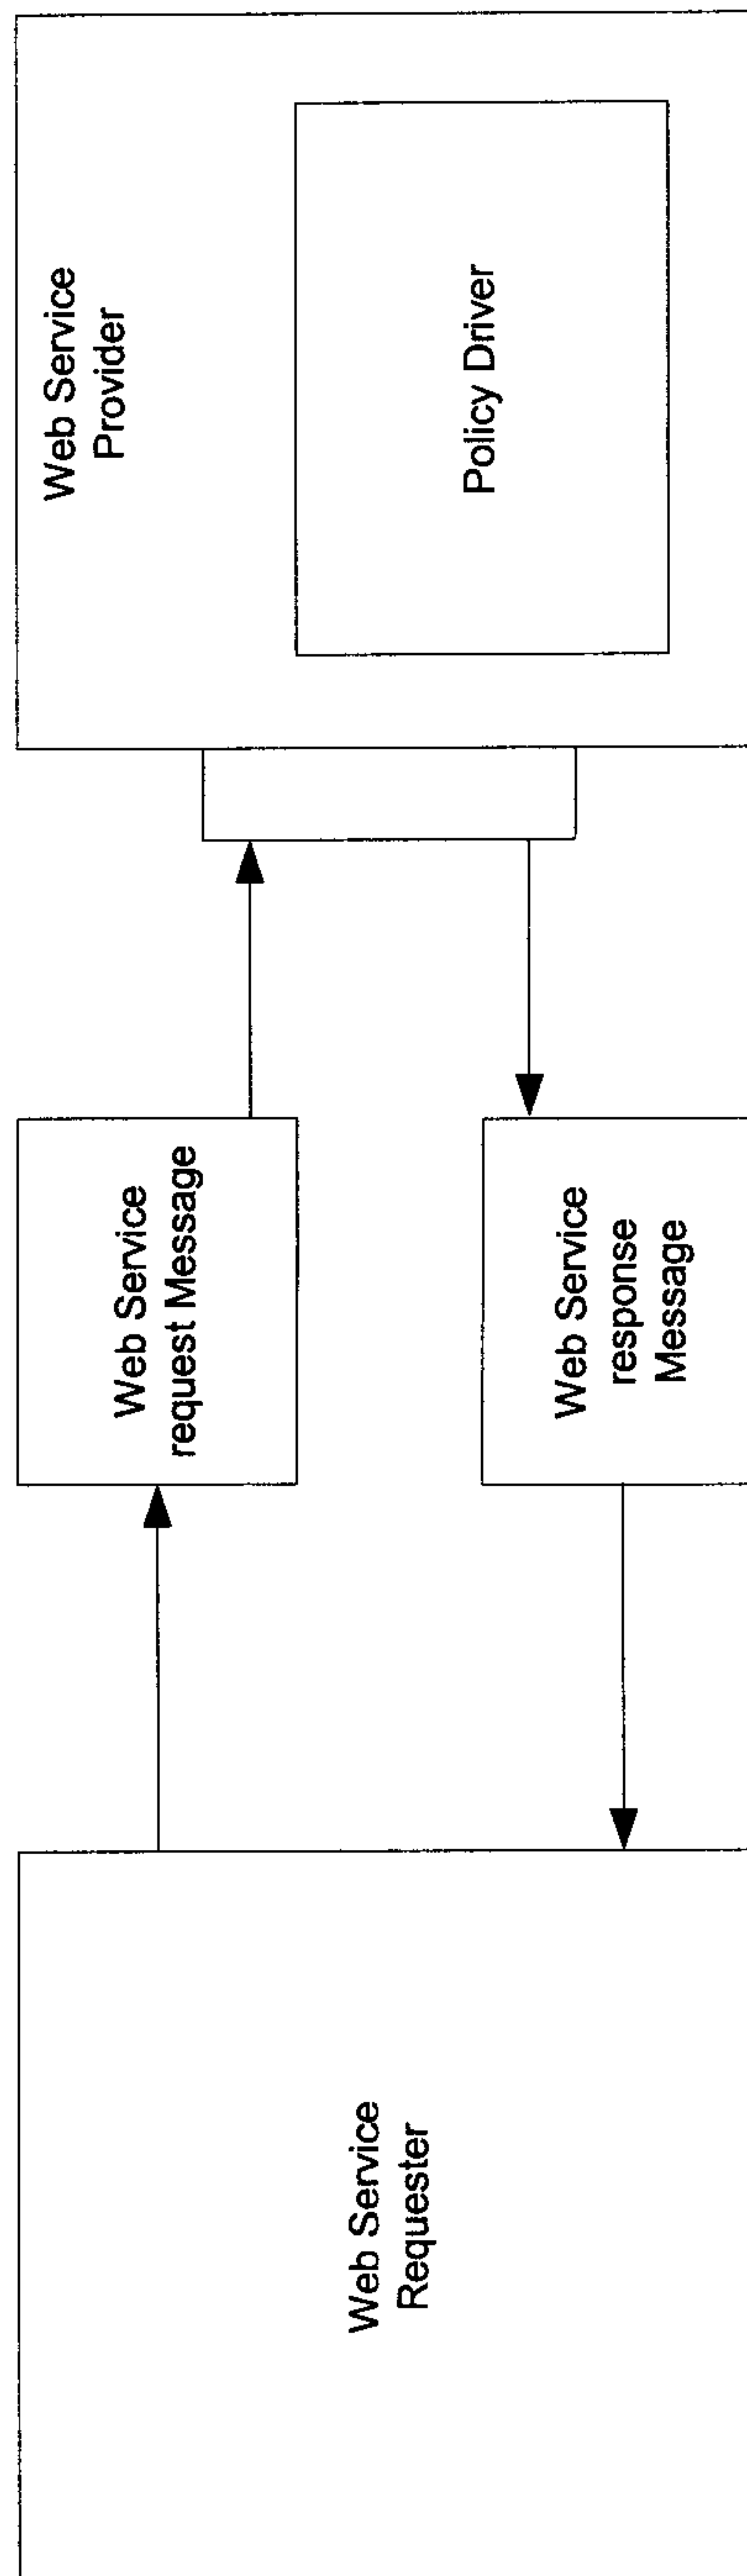 Web Service
Requester
Web Service
request Message
Web Service
response
Message
Web Service
Provider
Policy Driver